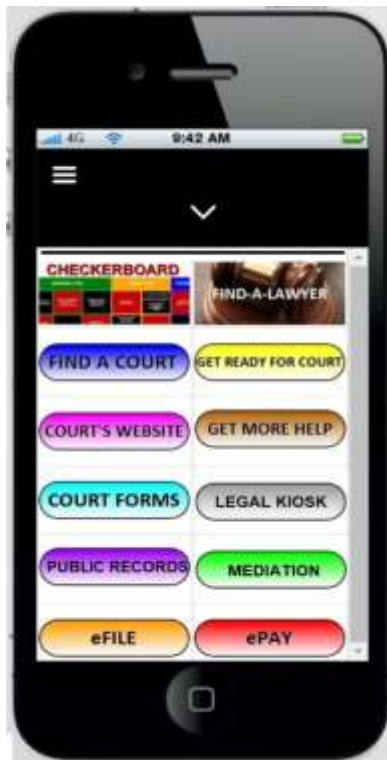 4G 9:42 AM
CHECKERBOARD
FIND-A-LAWYER
FIND A COURT
GET READY FOR COURT
COURT'S WEBSITE
GET MORE HELP
COURT FORMS
LEGAL KIOSK
PUBLIC RECORDS
MEDIATION
eFILE
ePAY